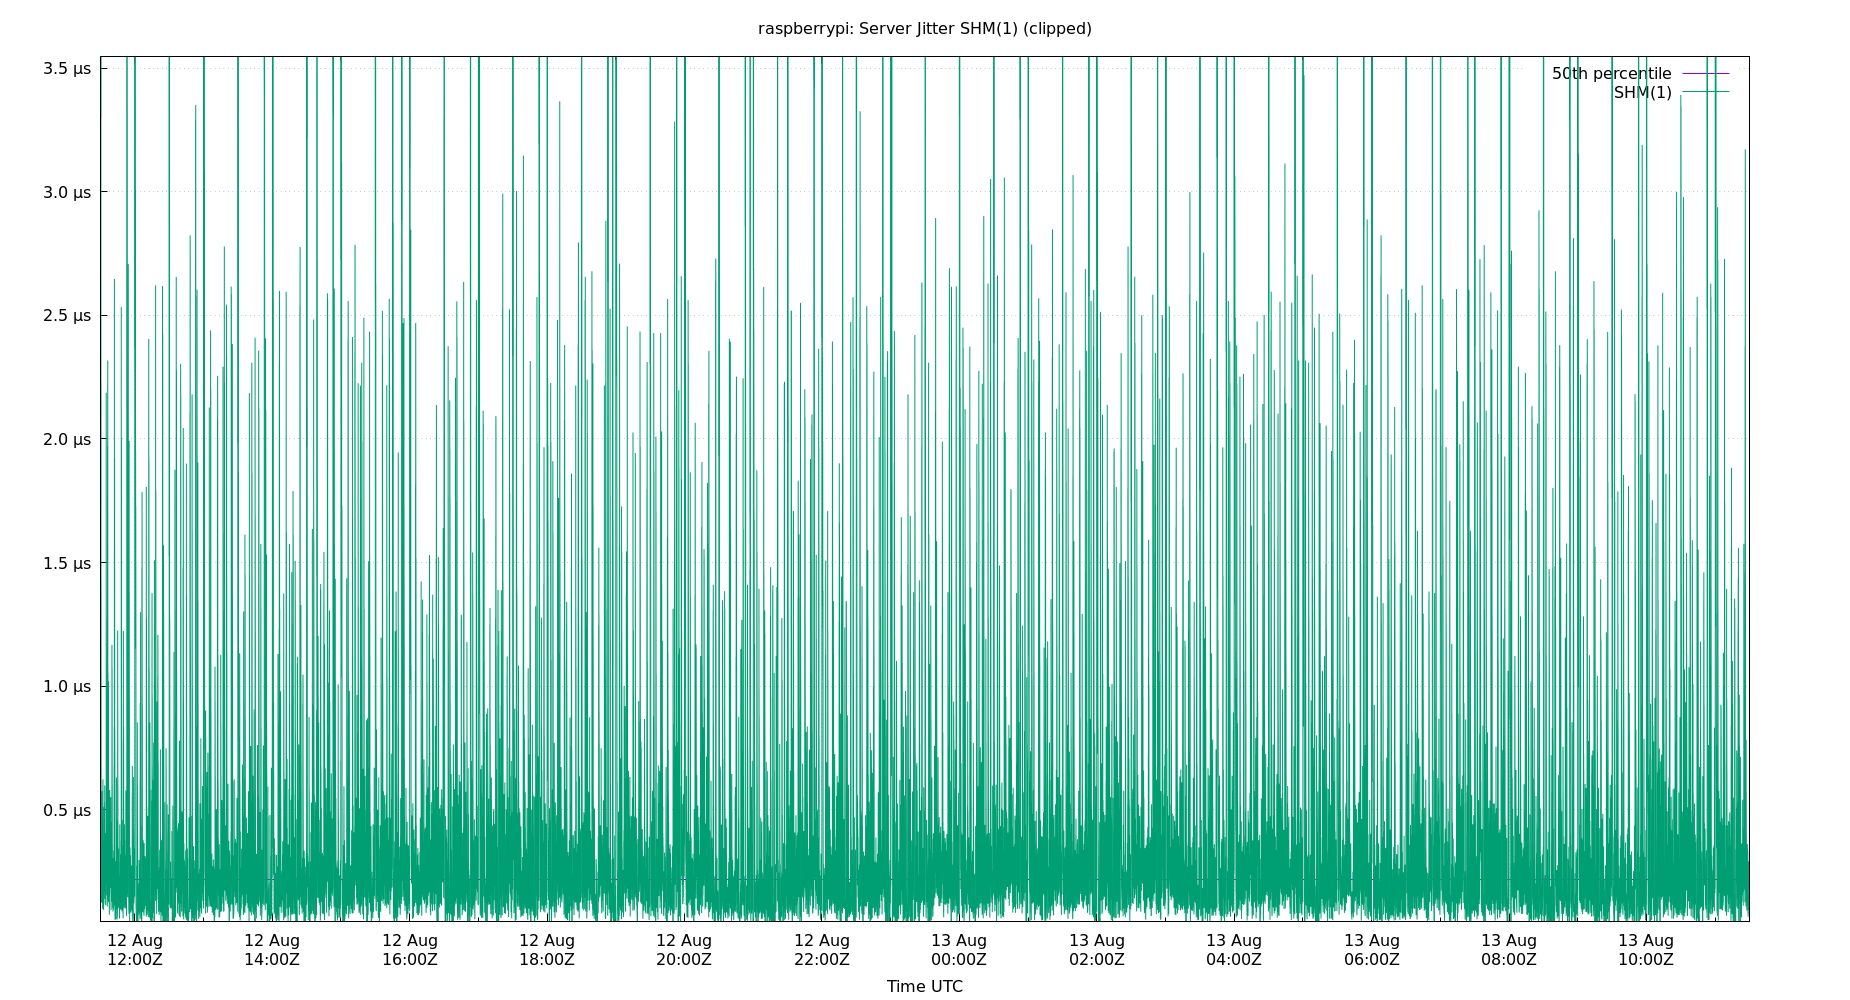 raspberrypi: Server Jitter SHM(1) (clipped)
3.5 µs
3.0 µs
2.5 µs
2.0 µs
1.5 µs
1.0 µs
0.5 µs
50th percentile
SHM(1)
12 Aug 12 Aug 12 Aug 12 Aug 12 Aug 12 Aug 13 Aug 13 Aug 13 Aug 13 Aug 13 Aug 13 Aug
12:00Z 14:00Z 16:00Z 18:00Z 20:00Z 22:00Z 00:00Z 02:00Z 04:00Z 06:00Z 08:00Z 10:00Z
Time UTC